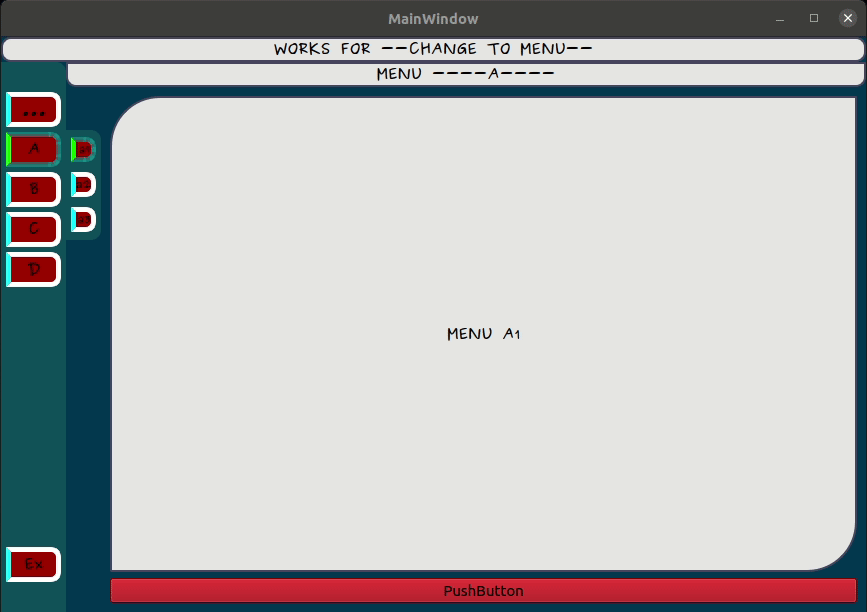 MainWindow
WORKS FOR --CHANGE TO MENU--
MENU ----A----
...
A
B
C
D
MENU A1
Ex
PushButton